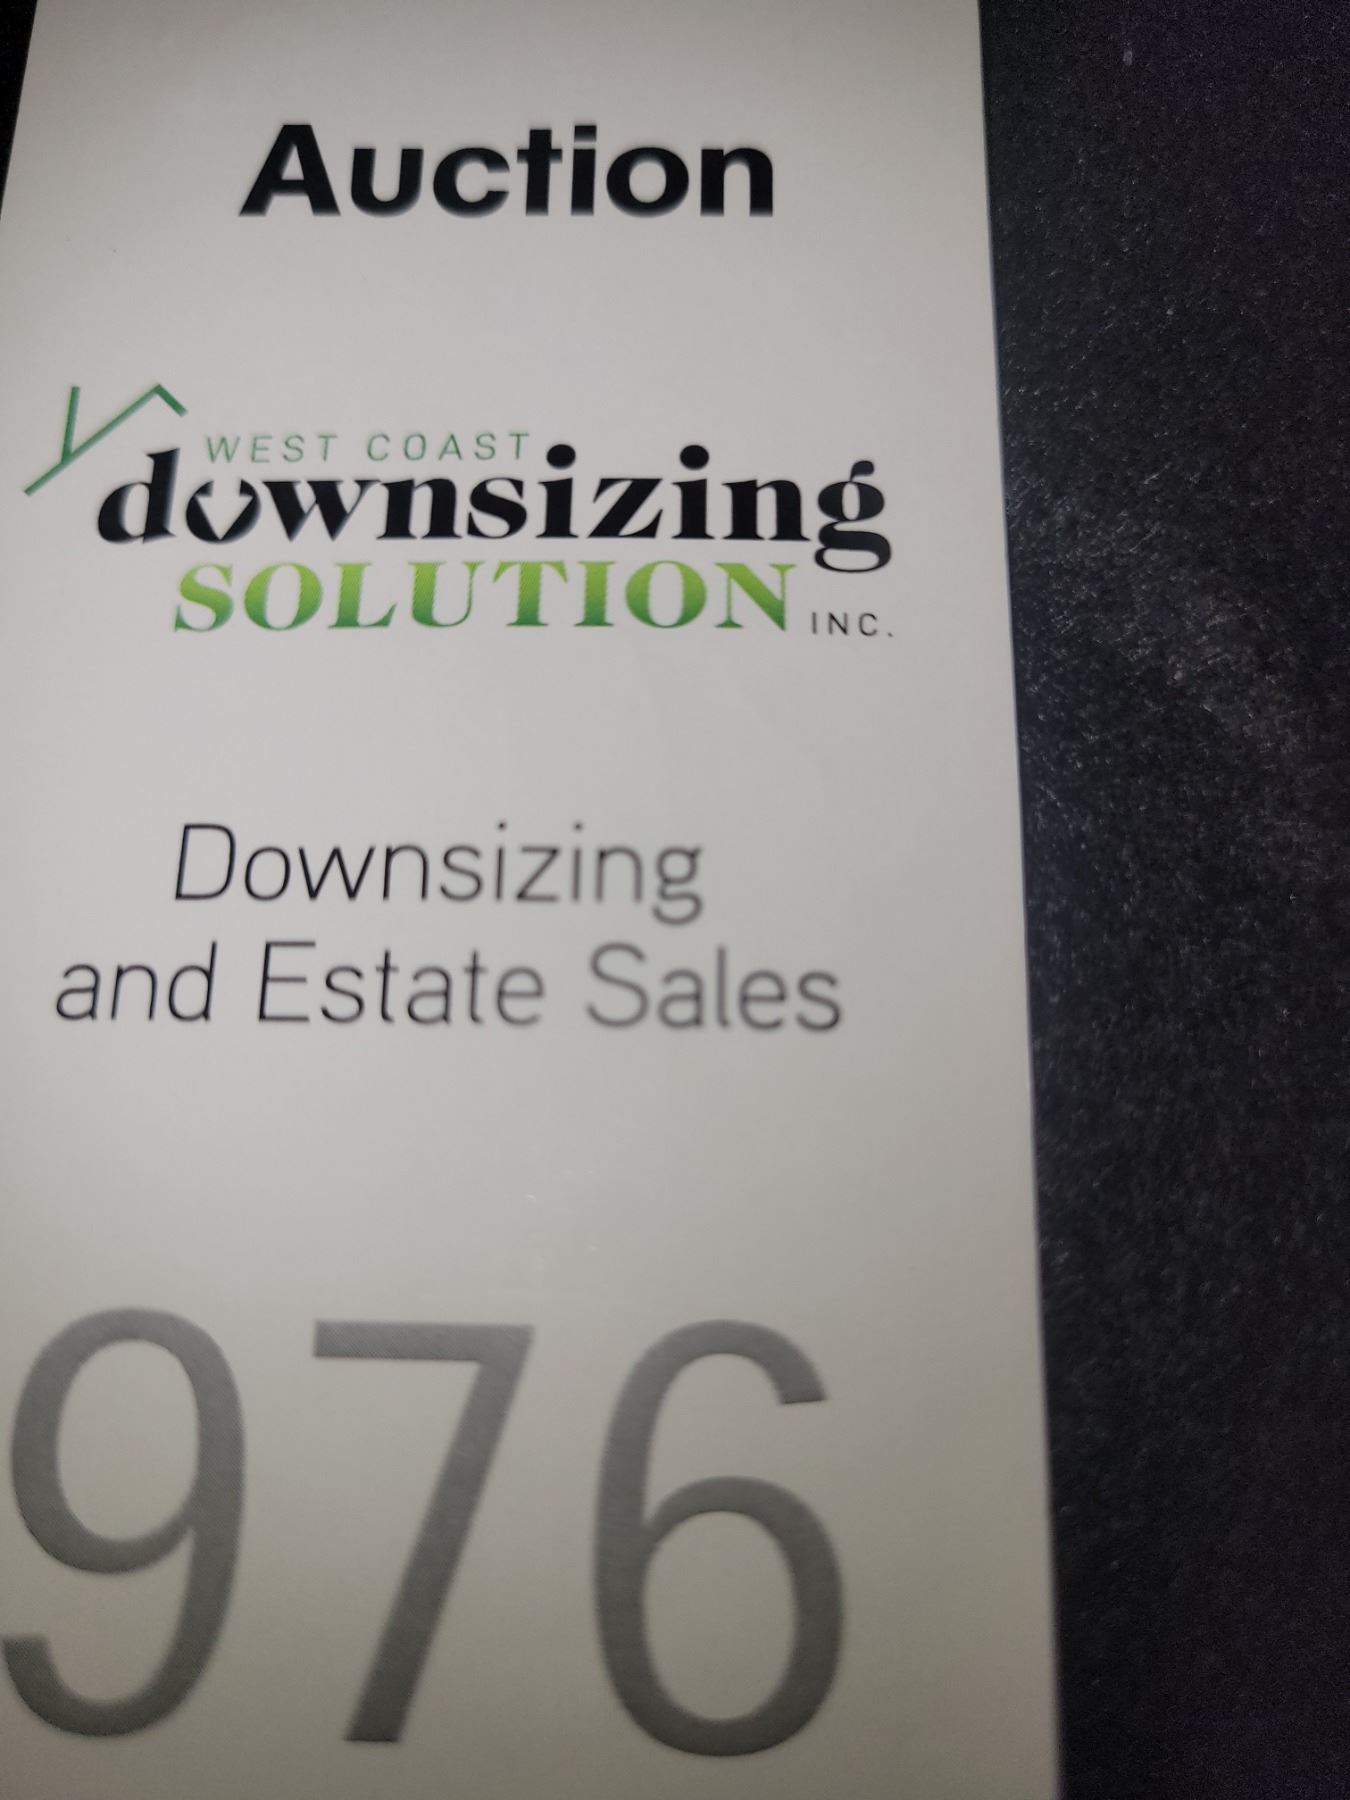 Auction
WEST COAST
downsizing
SOLUTION INC.
Downsizing
and Estate Sales
976